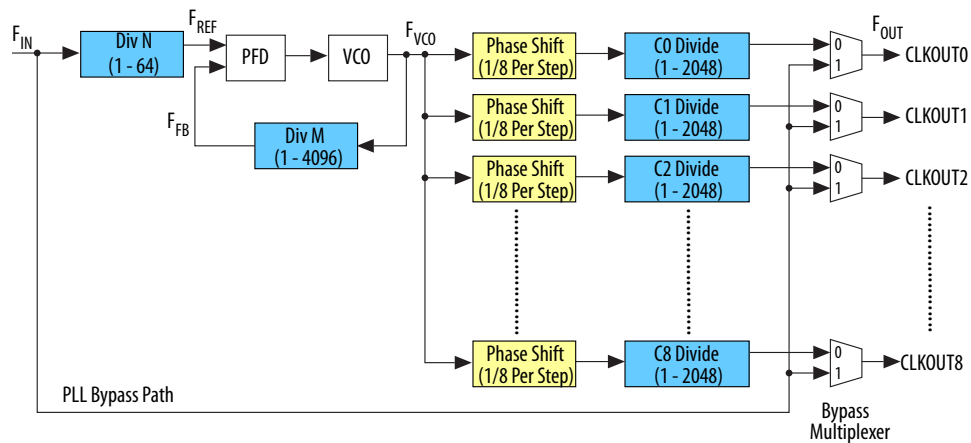 F_IN
Div N
(1 - 64)
F_REF
PFD
VCO
F_VCO
F_FB
Div M
(1 - 4096)
Phase Shift
(1/8 Per Step)
C0 Divide
(1 - 2048)
0
1
F_OUT
CLKOUT0
Phase Shift
(1/8 Per Step)
C1 Divide
(1 - 2048)
0
1
CLKOUT1
Phase Shift
(1/8 Per Step)
C2 Divide
(1 - 2048)
0
1
CLKOUT2
Phase Shift
(1/8 Per Step)
C8 Divide
(1 - 2048)
0
1
CLKOUT8
PLL Bypass Path
Bypass
Multiplexer